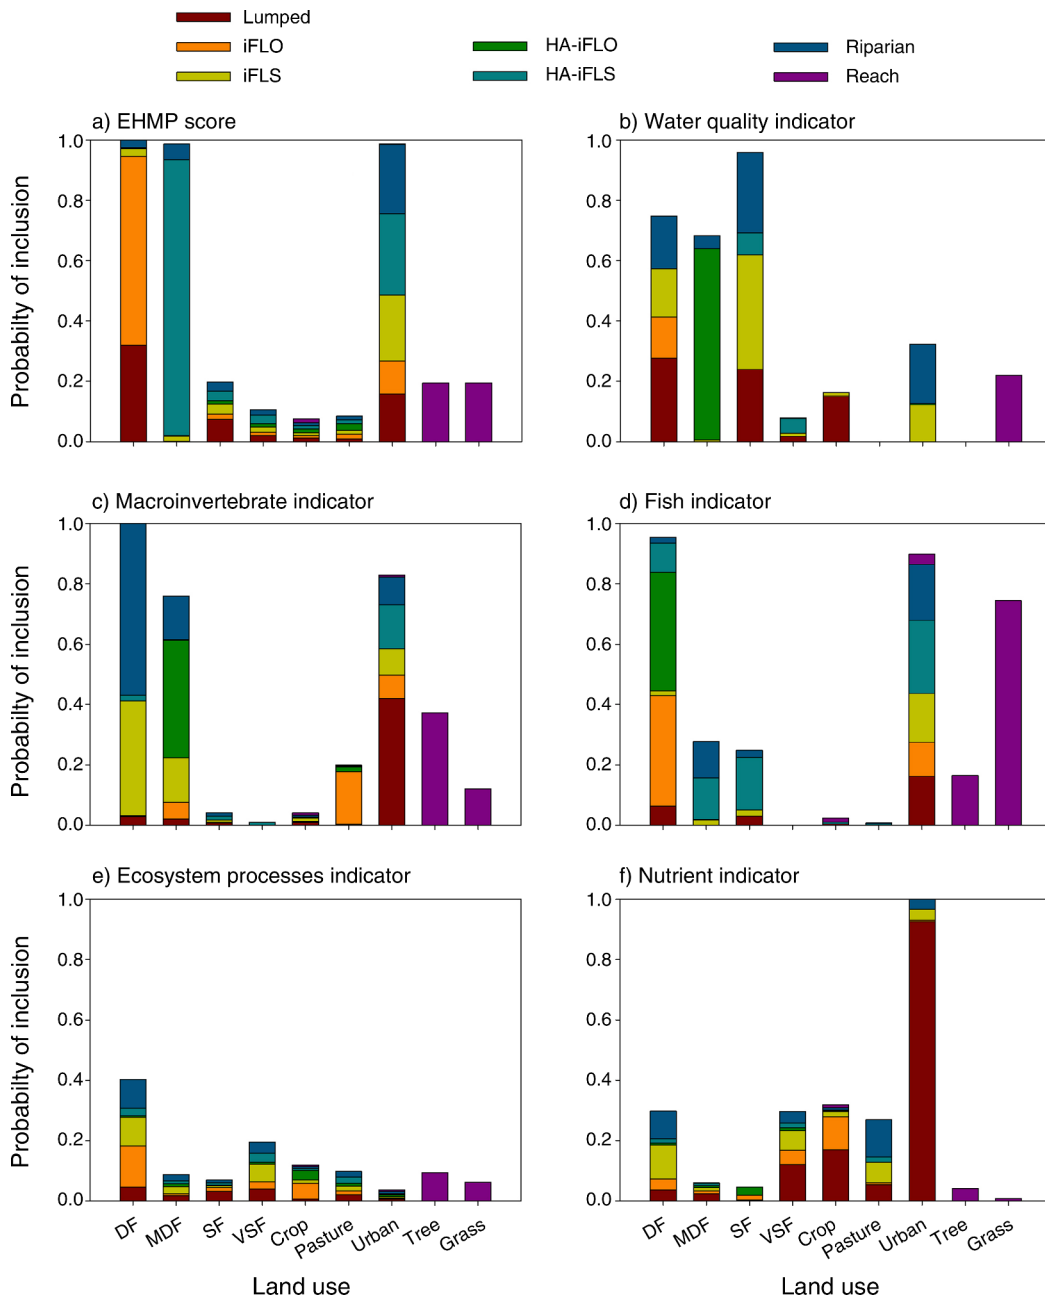 Lumped
iFLO
HA-iFLO
Riparian
iFLS
HA-iFLS
Reach
a) EHMP score
b) Water quality indicator
Probabilty of inclusion
1.0
0.8
0.6
0.4
0.2
0.0
1.0
0.8
0.6
0.4
0.2
0.0
c) Macroinvertebrate indicator
d) Fish indicator
Probabilty of inclusion
1.0
0.8
0.6
0.4
0.2
0.0
1.0
0.8
0.6
0.4
0.2
0.0
e) Ecosystem processes indicator
f) Nutrient indicator
Probabilty of inclusion
1.0
0.8
0.6
0.4
0.2
0.0
1.0
0.8
0.6
0.4
0.2
0.0
DF MDF SF VSF Crop Pasture Urban Tree Grass
DF MDF SF VSF Crop Pasture Urban Tree Grass
Land use
Land use